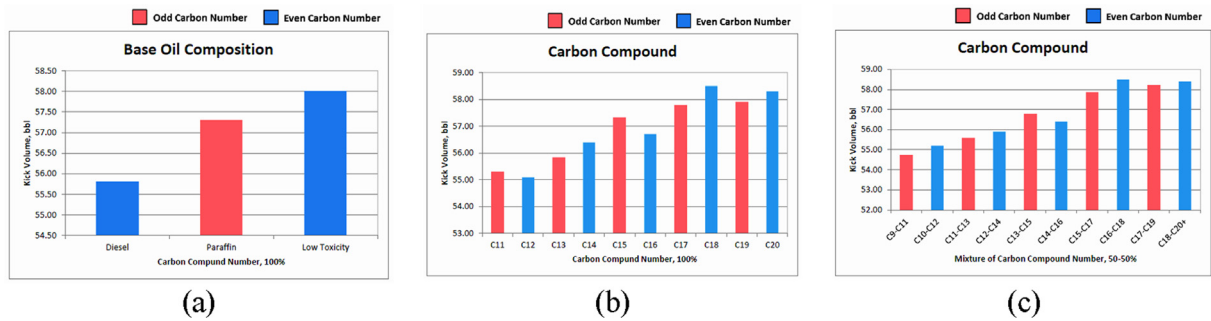 Odd Carbon Number Even Carbon Number
Base Oil Composition
Kick Volume, bbl
58.50
58.00
57.50
57.00
56.50
56.00
55.50
55.00
54.50
Diesel Paraffin Low Toxicity
Carbon Compund Number, 100%
(a)
Odd Carbon Number Even Carbon Number
Carbon Compound
Kick Volume, bbl
59.00
58.00
57.00
56.00
55.00
54.00
53.00
C11 C12 C13 C14 C15 C16 C17 C18 C19 C20
Carbon Compund Number, 100%
(b)
Odd Carbon Number Even Carbon Number
Carbon Compound
Kick Volume, bbl
59.00
58.00
57.00
56.00
55.00
54.00
53.00
52.00
C9-C11 C10-C12 C11-C13 C12-C14 C13-C15 C14-C16 C15-C17 C16-C18 C17-C19 C18-C20+
Mixture of Carbon Compound Number, 50-50%
(c)